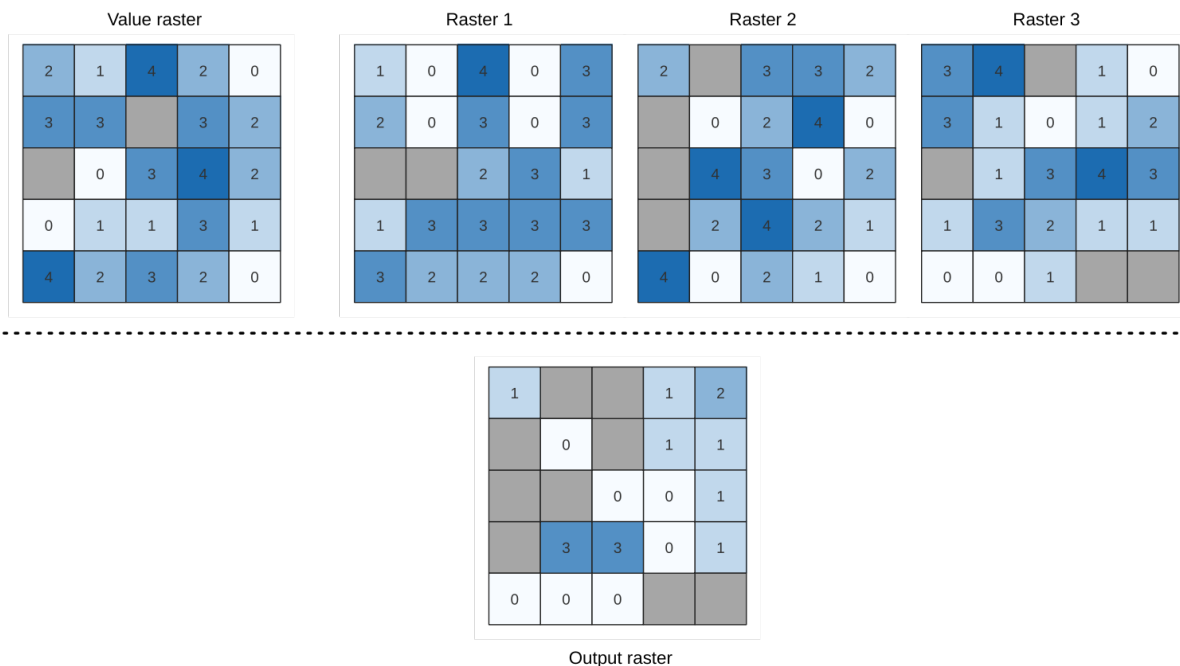 Value raster Raster 1 Raster 2 Raster 3
2 1 4 2 0 1 0 4 0 3 2 3 3 2 3 4 1 0
3 3 3 2 2 0 3 0 3 0 2 4 0 3 1 0 1 2
0 3 4 2 2 3 1 4 3 0 2 1 3 4 3
0 1 1 3 1 1 3 3 3 3 2 4 2 1 1 3 2 1 1
4 2 3 2 0 3 2 2 2 0 4 0 2 1 0 0 0 1
1 1 2
0 1 1
0 0 1
3 3 0 1
0 0 0
Output raster